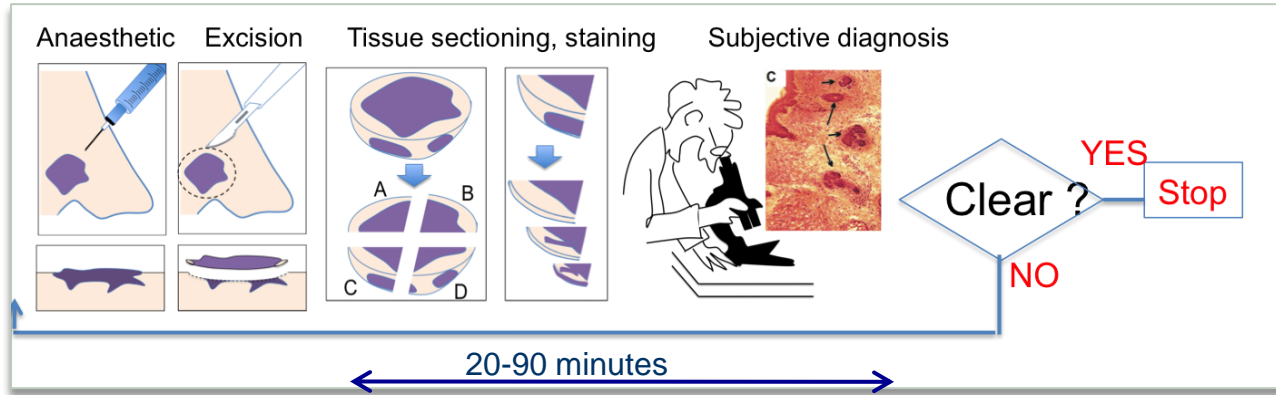 Anaesthetic
Excision
Tissue sectioning, staining
Subjective diagnosis
C
A
B
C
D
Clear ?
YES
Stop
NO
20-90 minutes